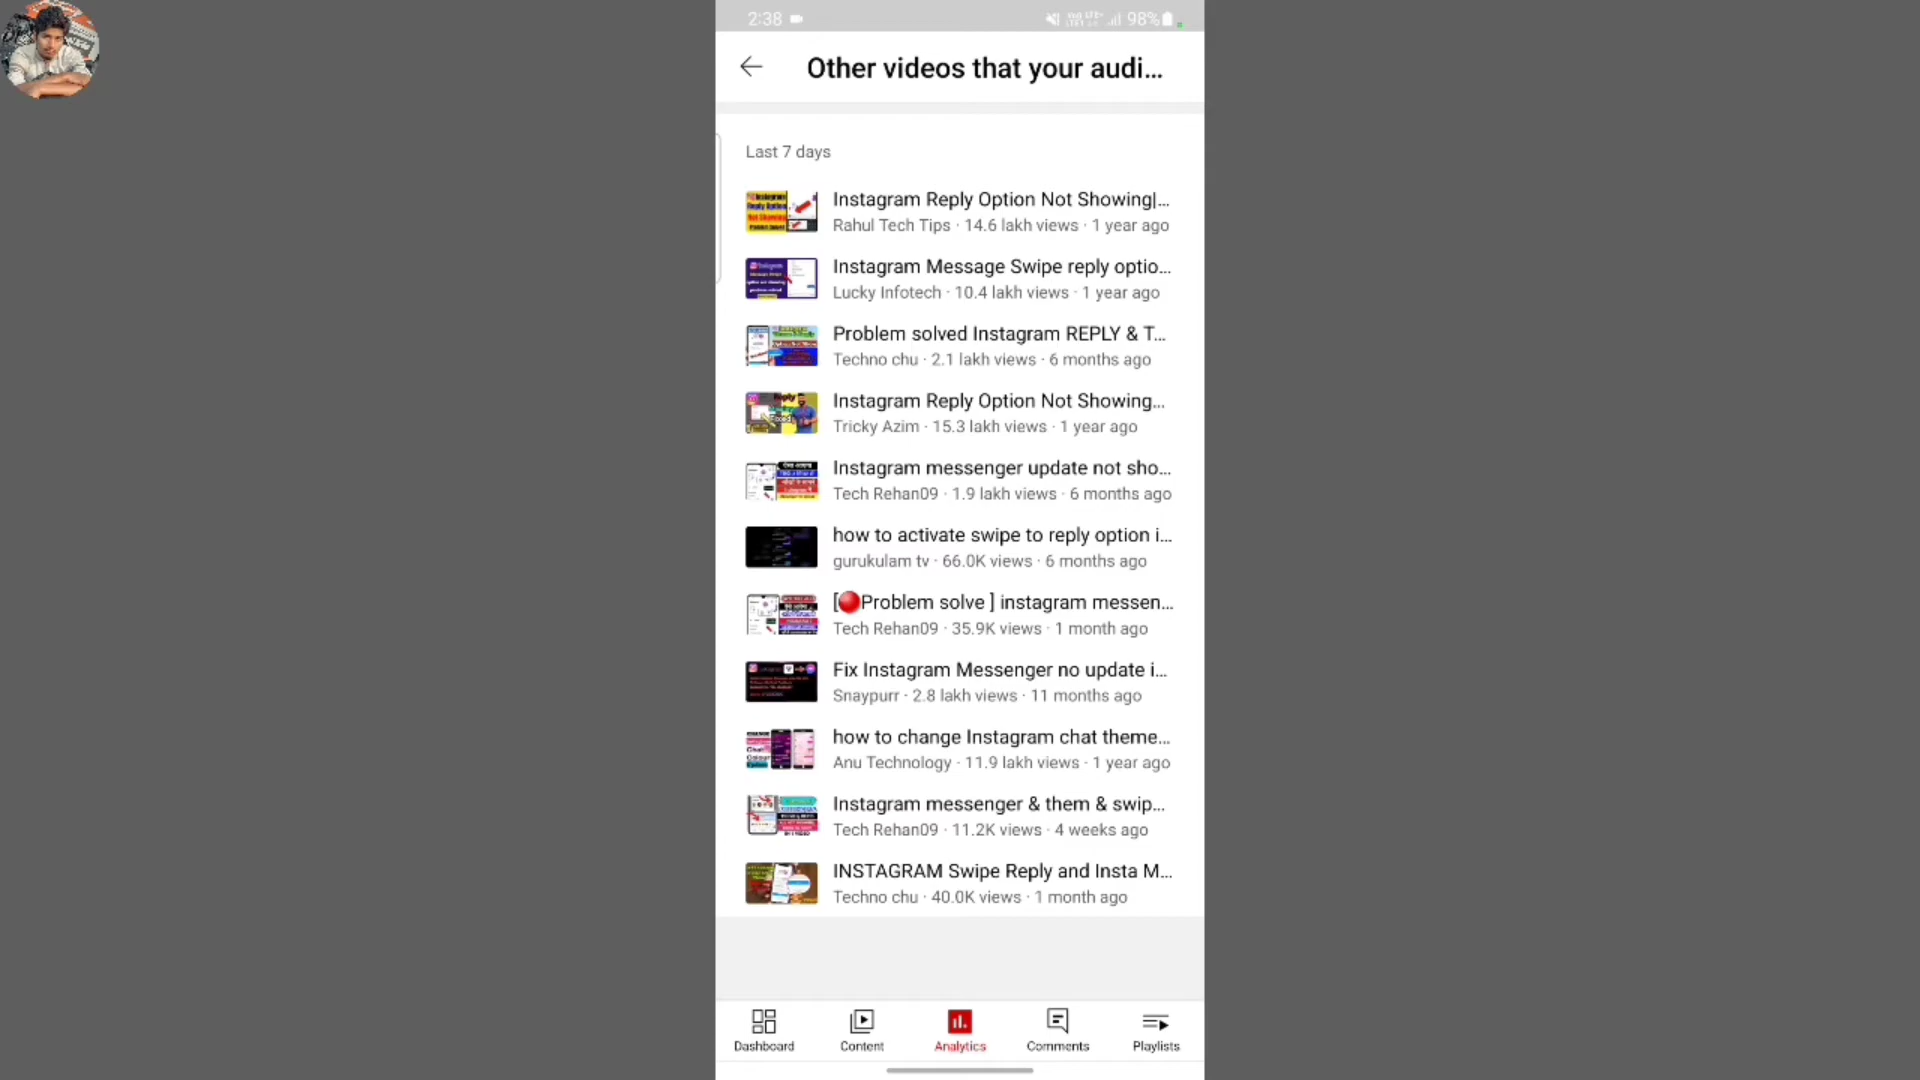 2:38
98%
Other videos that your audi...
Last 7 days
Instagram Reply Option Not Showing|...
Rahul Tech Tips · 14.6 lakh views · 1 year ago
Instagram Message Swipe reply optio...
Lucky Infotech · 10.4 lakh views · 1 year ago
Problem solved Instagram REPLY & T...
Techno chu · 2.1 lakh views · 6 months ago
Instagram Reply Option Not Showing...
Tricky Azim · 15.3 lakh views · 1 year ago
Instagram messenger update not sho...
Tech Rehan09 · 1.9 lakh views · 6 months ago
how to activate swipe to reply option i...
gurukulam tv · 66.0K views · 6 months ago
[🔴Problem solve ] instagram messen...
Tech Rehan09 · 35.9K views · 1 month ago
Fix Instagram Messenger no update i...
Snaypurr · 2.8 lakh views · 11 months ago
how to change Instagram chat theme...
Anu Technology · 11.9 lakh views · 1 year ago
Instagram messenger & them & swip...
Tech Rehan09 · 11.2K views · 4 weeks ago
INSTAGRAM Swipe Reply and Insta M...
Techno chu · 40.0K views · 1 month ago
Dashboard
Content
Analytics
Comments
Playlists